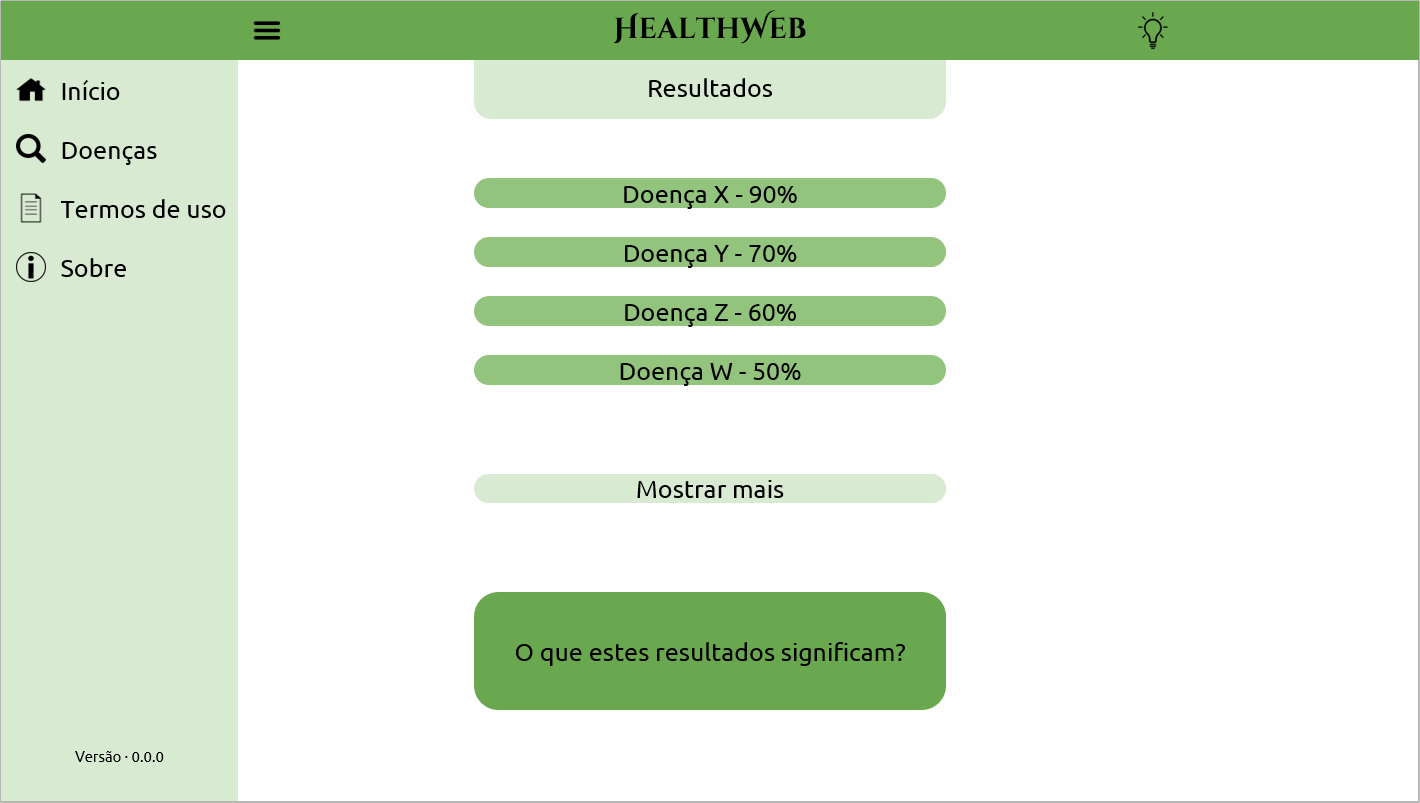 HealthWeb
Início
Doenças
Termos de uso
Sobre
Versão · 0.0.0
Resultados
Doença X - 90%
Doença Y - 70%
Doença Z - 60%
Doença W - 50%
Mostrar mais
O que estes resultados significam?